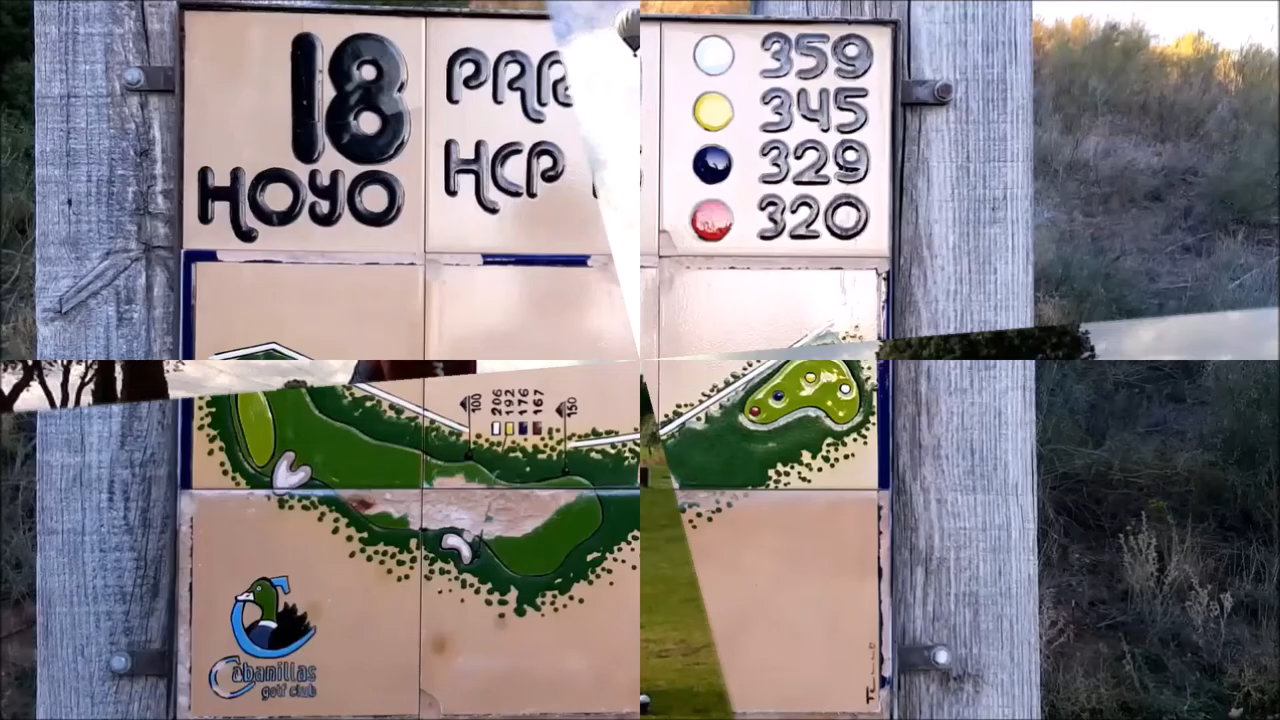 18
HOYO
PAR
HCP
359
345
329
320
100
206
192
176
167
150
Cabanillas
golf club